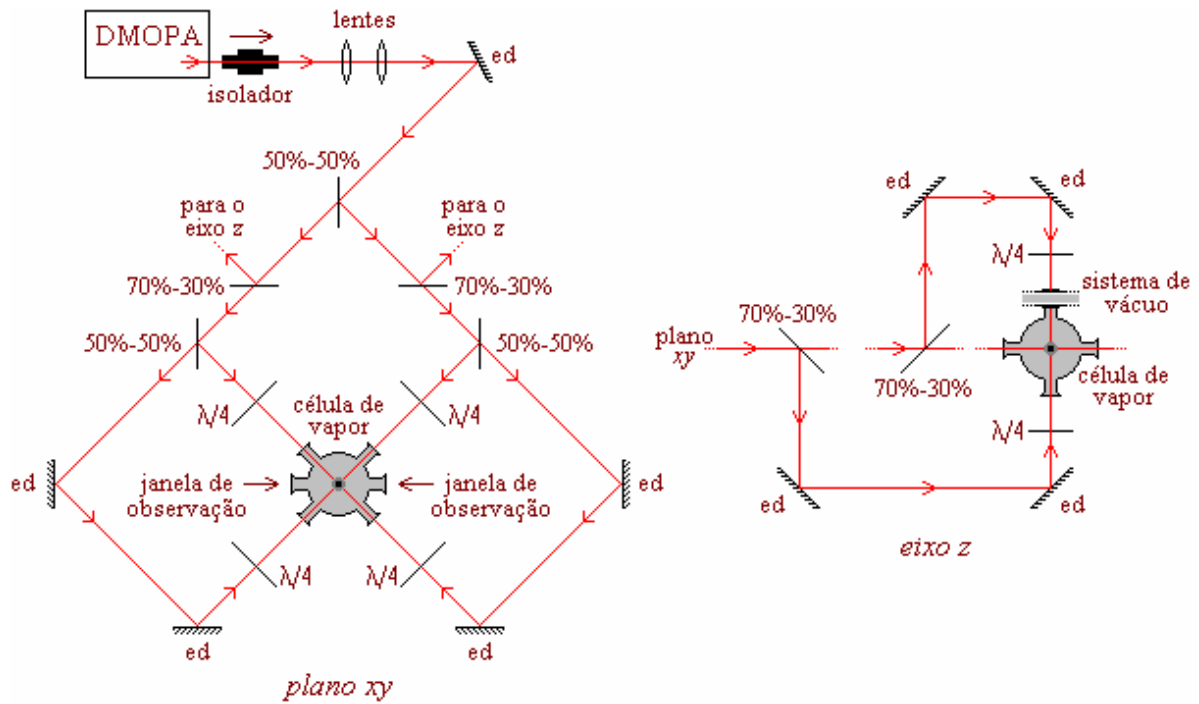 DMOPA
isolador
lentes
ed
50%-50%
para o
eixo z
para o
eixo z
70%-30%
70%-30%
50%-50%
50%-50%
λ/4
célula de
vapor
λ/4
ed
janela de
observação
janela de
observação
ed
λ/4
λ/4
ed
ed
plano xy
ed
ed
λ/4
sistema de
vácuo
70%-30%
plano
xy
70%-30%
célula de
vapor
λ/4
ed
ed
eixo z